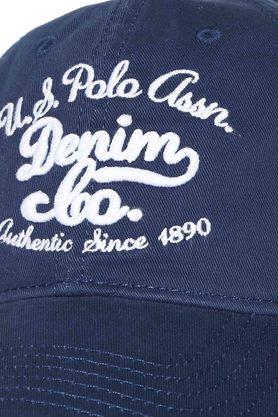 U.S. Polo Assn.
Denim
Co.
Authentic Since 1890